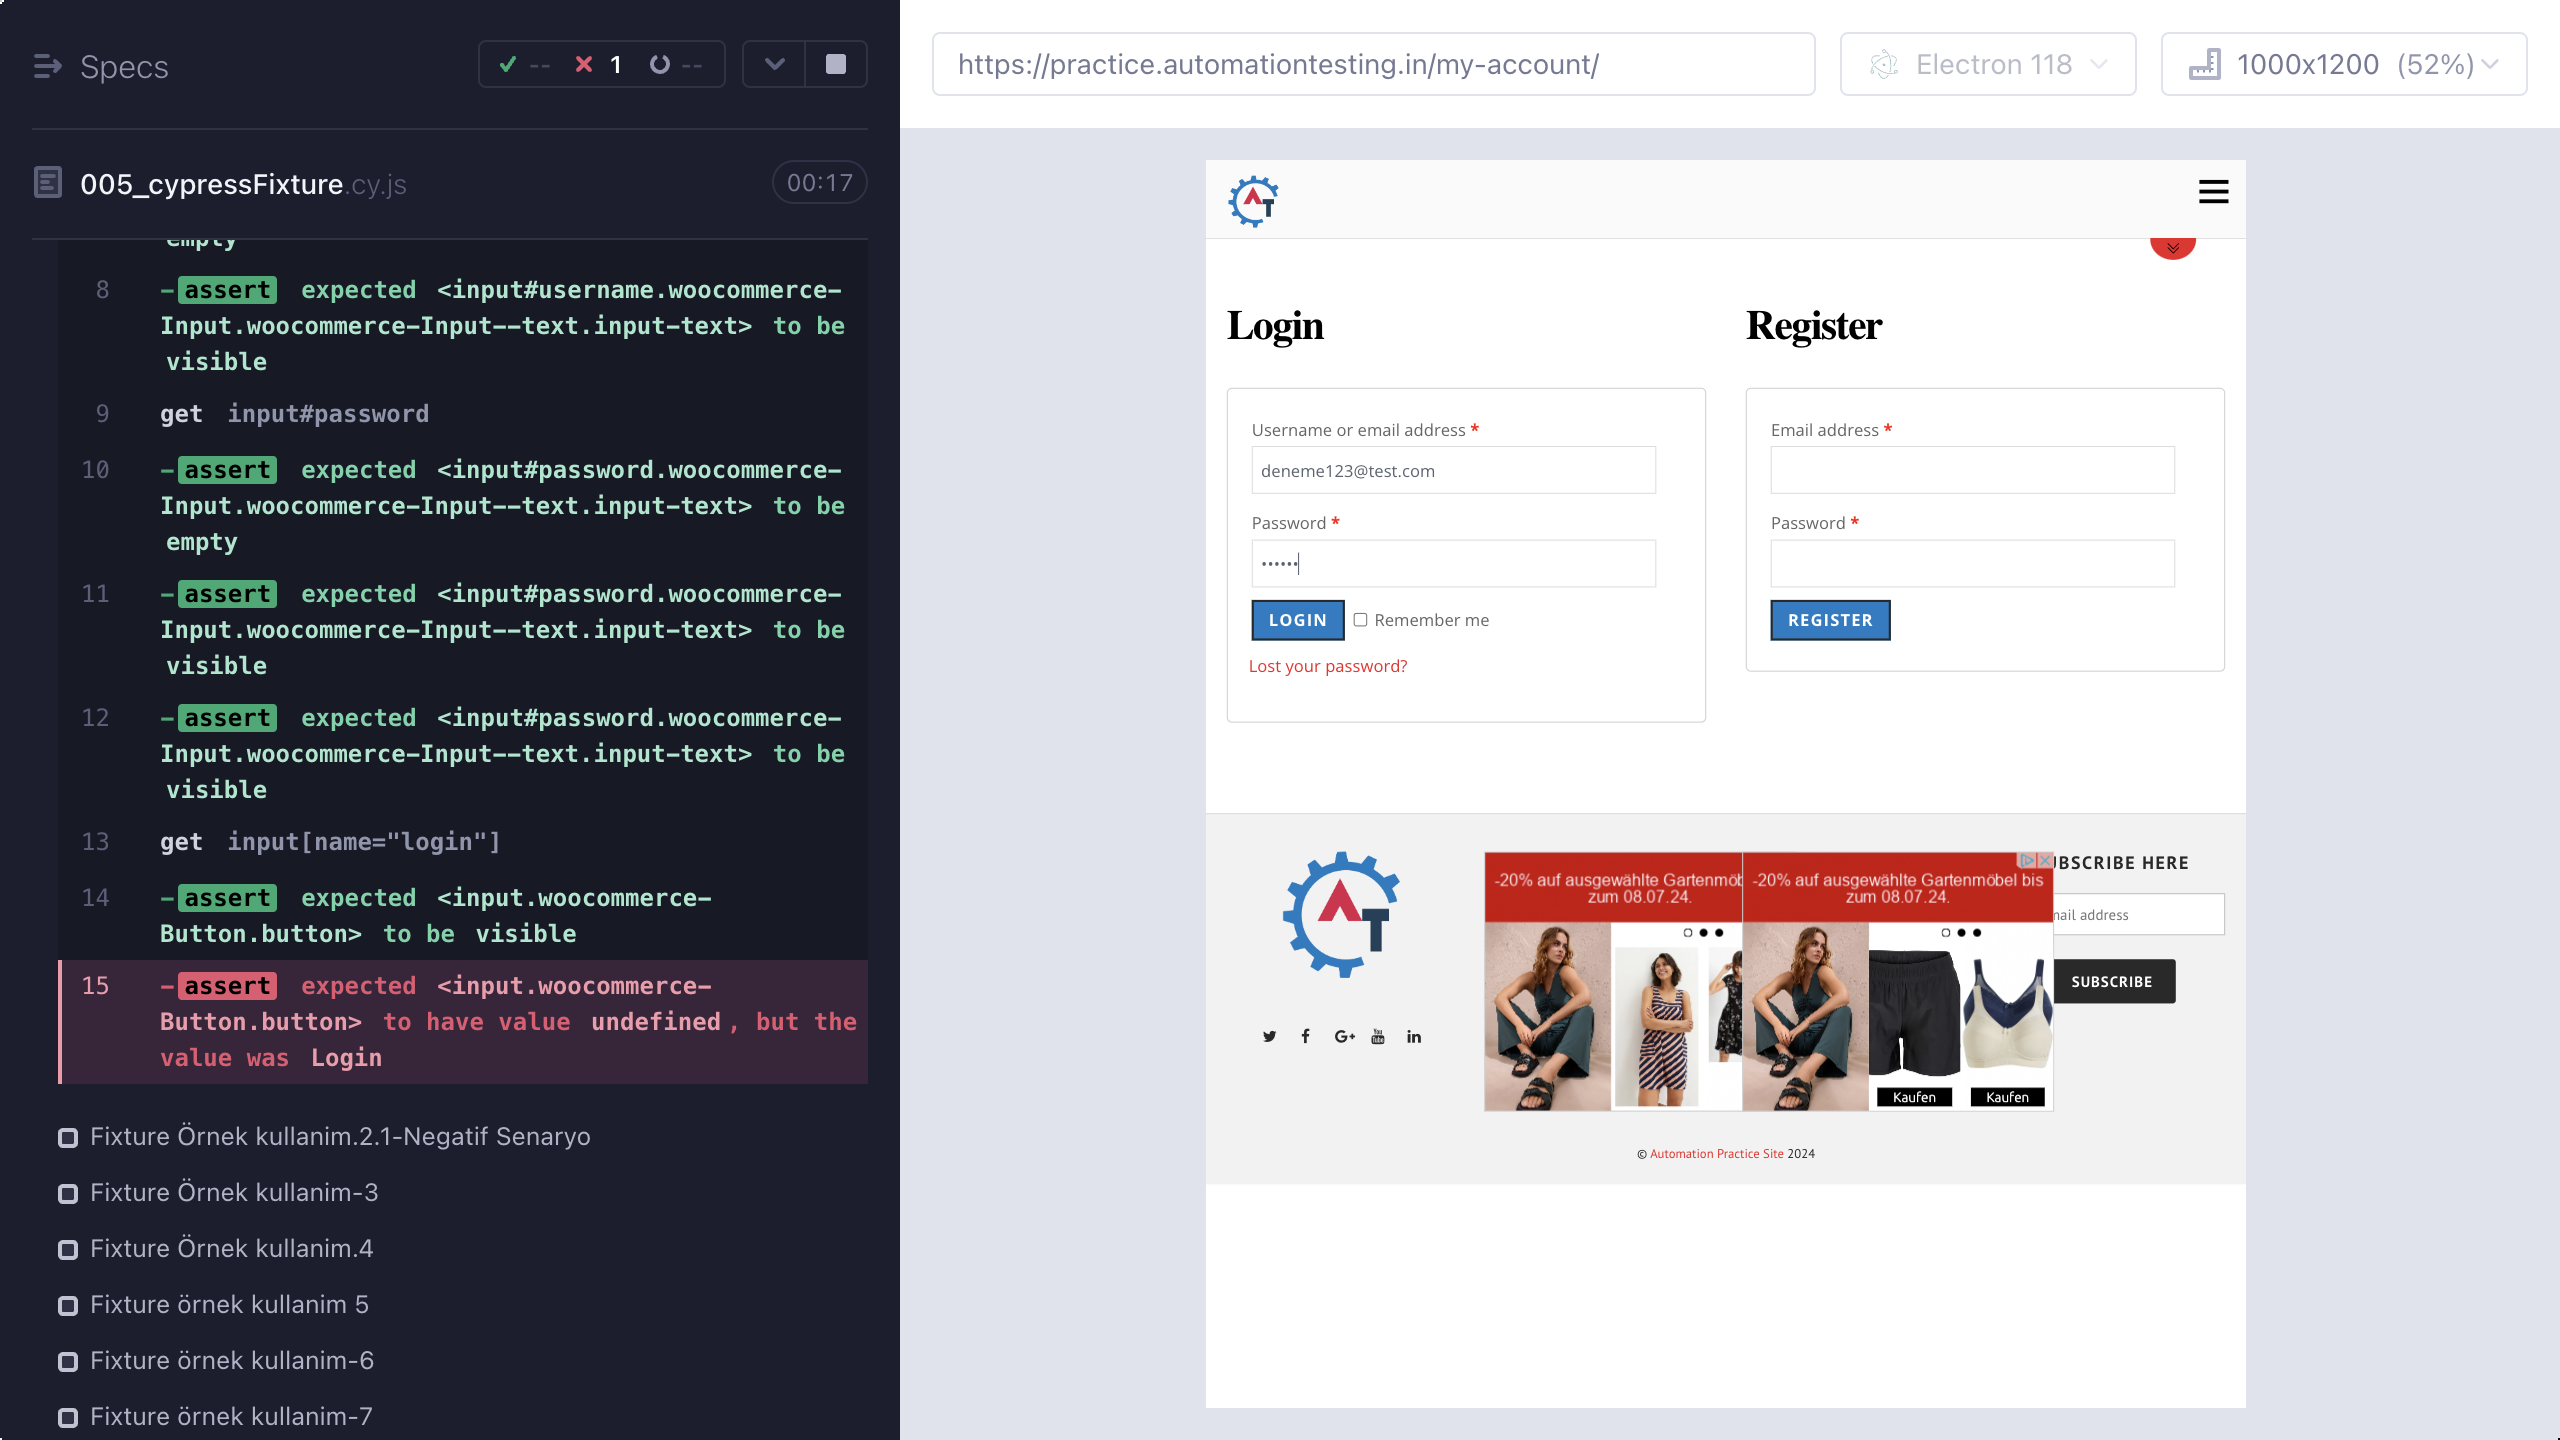 Specs
-- 1 --
005_cypressFixture.cy.js
00:17
empty
8 -assert expected <input#username.woocommerce-
Input.woocommerce-Input--text.input-text> to be
visible
9 get input#password
10 -assert expected <input#password.woocommerce-
Input.woocommerce-Input--text.input-text> to be
empty
11 -assert expected <input#password.woocommerce-
Input.woocommerce-Input--text.input-text> to be
visible
12 -assert expected <input#password.woocommerce-
Input.woocommerce-Input--text.input-text> to be
visible
13 get input[name="login"]
14 -assert expected <input.woocommerce-
Button.button> to be visible
15 -assert expected <input.woocommerce-
Button.button> to have value undefined, but the
value was Login
Fixture Örnek kullanim.2.1-Negatif Senaryo
Fixture Örnek kullanim-3
Fixture Örnek kullanim.4
Fixture örnek kullanim 5
Fixture örnek kullanim-6
Fixture örnek kullanim-7
https://practice.automationtesting.in/my-account/
Electron 118
1000x1200 (52%)
AT
Login
Username or email address *
deneme123@test.com
Password *
LOGIN
Remember me
Lost your password?
Register
Email address *
Password *
REGISTER
AT
-20% auf ausgewählte Gartenmöb
zum 08.07.24.
-20% auf ausgewählte Gartenmöbel bis
zum 08.07.24.
Kaufen
Kaufen
UBSCRIBE HERE
mail address
SUBSCRIBE
You
Tube
© Automation Practice Site 2024